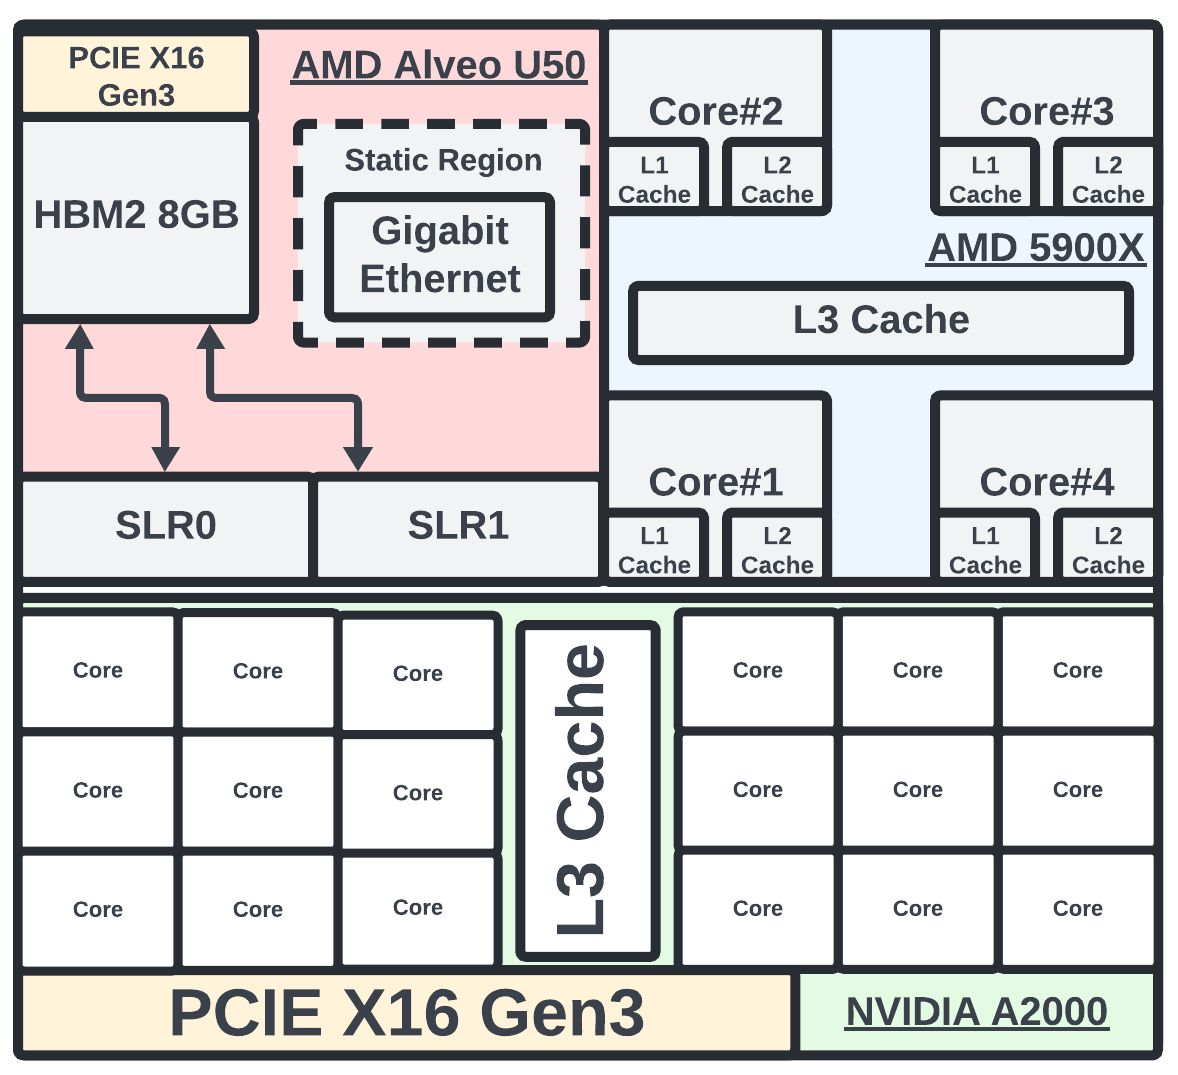 PCIE X16
Gen3
AMD Alveo U50
HBM2 8GB
Static Region
Gigabit
Ethernet
SLR0
SLR1
Core#2
L1
Cache
L2
Cache
Core#3
L1
Cache
L2
Cache
AMD 5900X
L3 Cache
Core#1
L1
Cache
L2
Cache
Core#4
L1
Cache
L2
Cache
Core
Core
Core
Core
Core
Core
Core
Core
Core
L3 Cache
Core
Core
Core
Core
Core
Core
Core
Core
Core
PCIE X16 Gen3
NVIDIA A2000